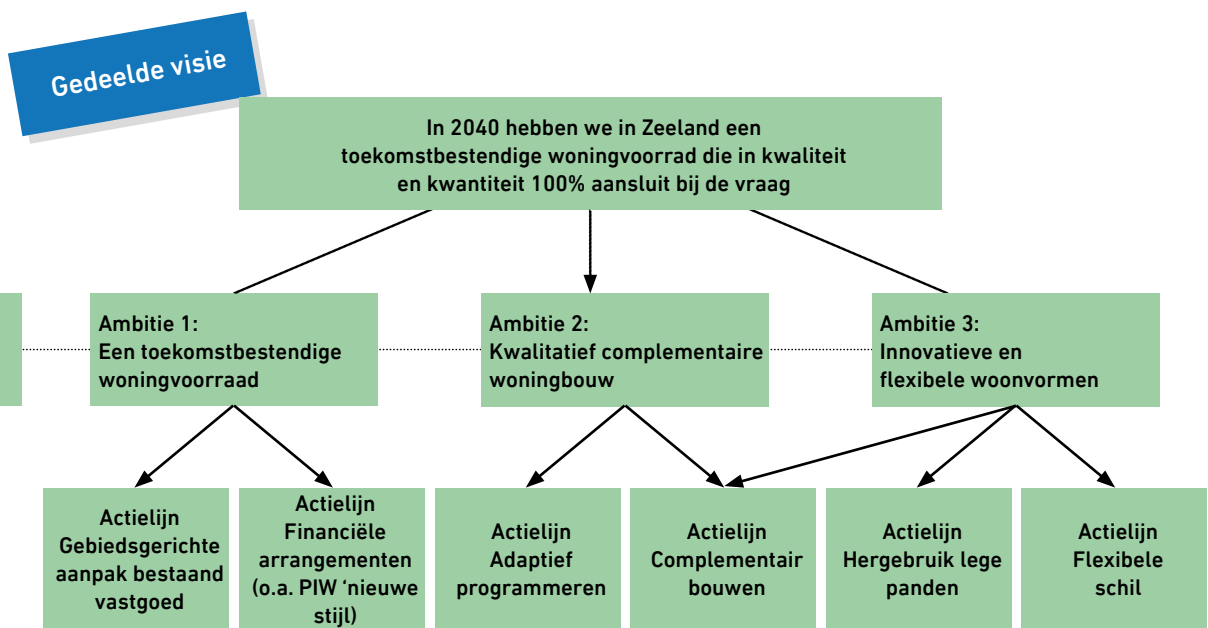 Gedeelde visie
In 2040 hebben we in Zeeland een
toekomstbestendige woningvoorrad die in kwaliteit
en kwantiteit 100% aansluit bij de vraag
Ambitie 1:
Een toekomstbestendige
woningvoorraad
Ambitie 2:
Kwalitatief complementaire
woningbouw
Ambitie 3:
Innovatieve en
flexibele woonvormen
Actielijn
Gebiedsgerichte
aanpak bestaand
vastgoed
Actielijn
Financiële
arrangementen
(o.a. PIW ‘nieuwe
stijl)
Actielijn
Adaptief
programmeren
Actielijn
Complementair
bouwen
Actielijn
Hergebruik lege
panden
Actielijn
Flexibele
schil